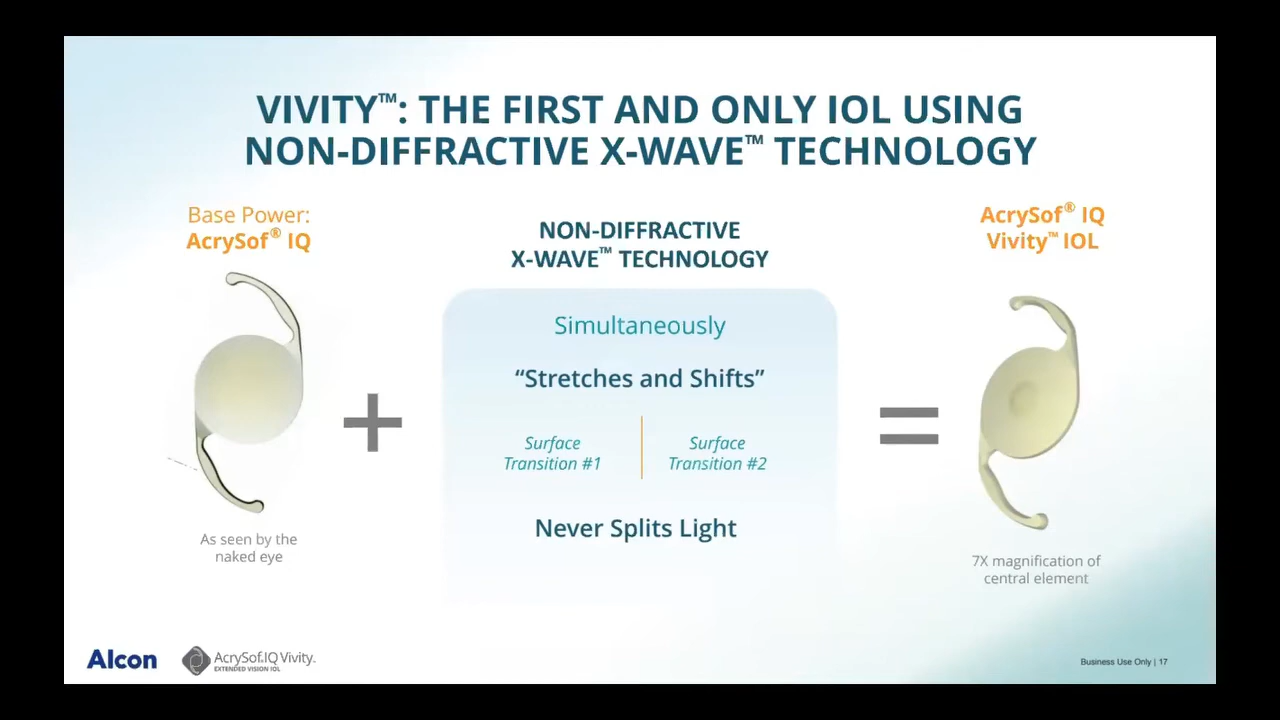 VIVITY™: THE FIRST AND ONLY IOL USING
NON-DIFFRACTIVE X-WAVE™ TECHNOLOGY
Base Power:
AcrySof® IQ
As seen by the
naked eye
NON-DIFFRACTIVE
X-WAVE™ TECHNOLOGY
Simultaneously
“Stretches and Shifts”
Surface
Transition #1
Surface
Transition #2
Never Splits Light
AcrySof® IQ
Vivity™ IOL
7X magnification of
central element
Alcon
AcrySof® IQ Vivity™
EXTENDED VISION IOL
Business Use Only | 17